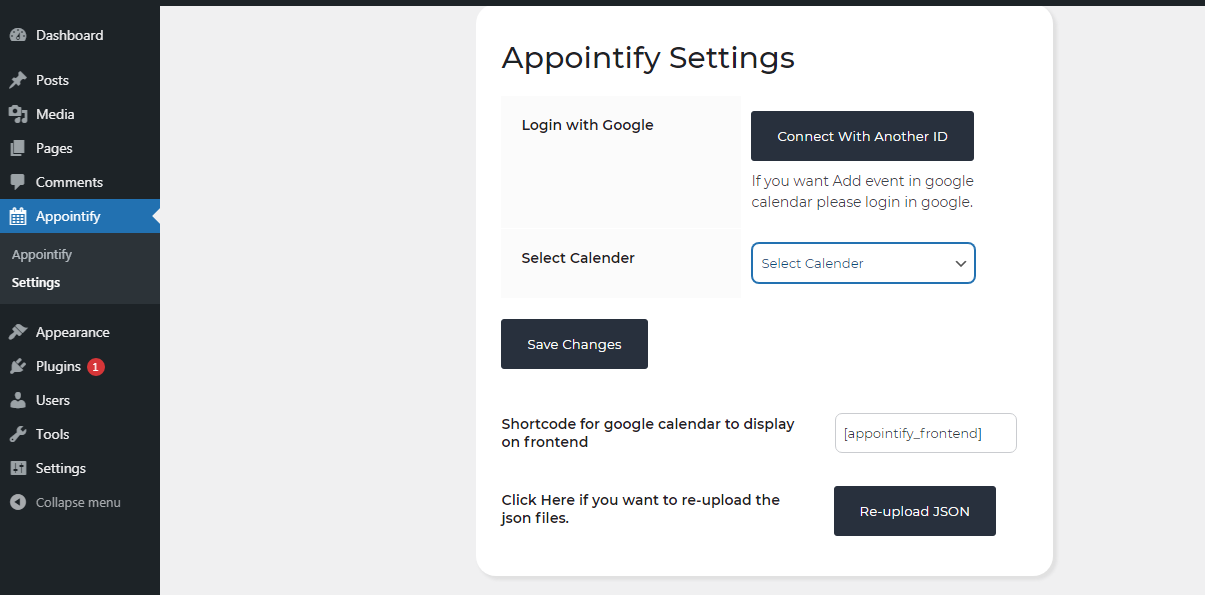 Dashboard
Posts
Media
Pages
Comments
Appointify
Appointify
Settings
Appearance
Plugins 1
Users
Tools
Settings
Collapse menu
Appointify Settings
Login with Google
Connect With Another ID
If you want Add event in google
calendar please login in google.
Select Calender
Select Calender
Save Changes
Shortcode for google calendar to display
on frontend
[appointify_frontend]
Click Here if you want to re-upload the
json files.
Re-upload JSON